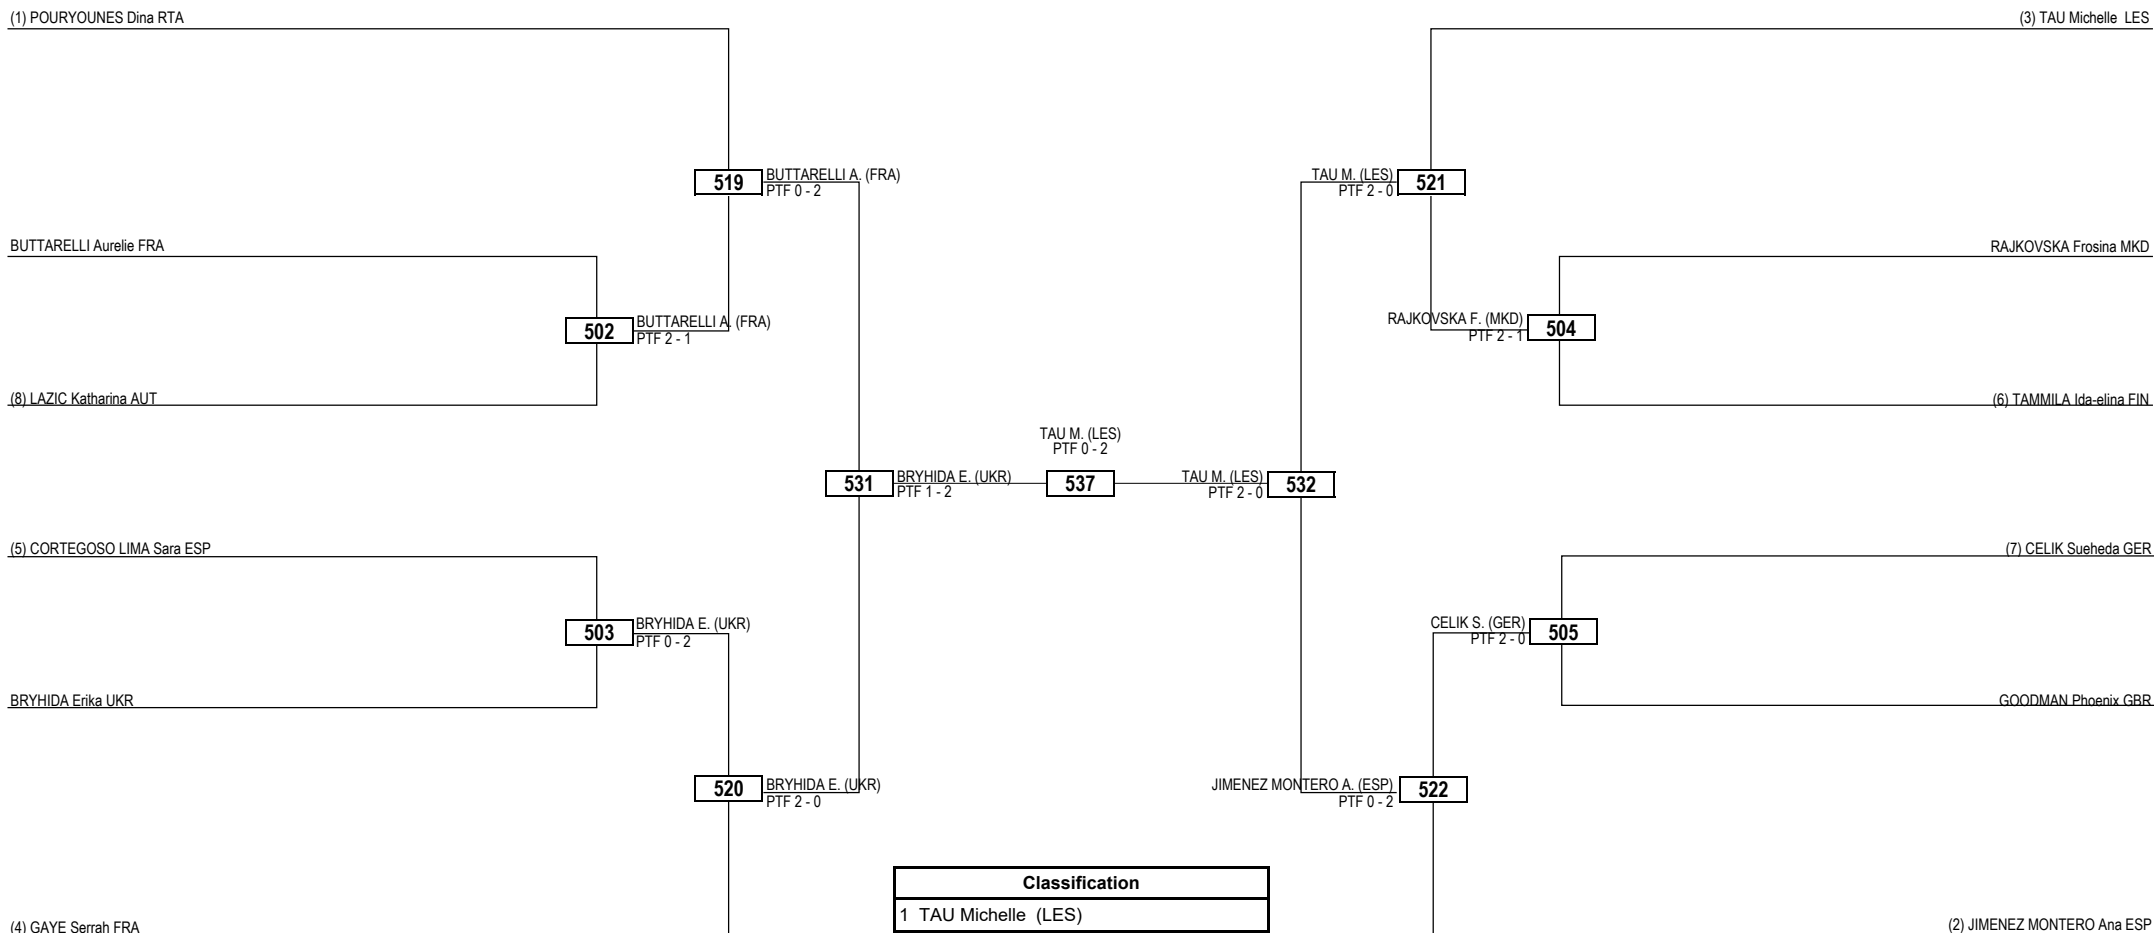 (1) POURYOUNES Dina RTA
(3) TAU Michelle  LES
519
BUTTARELLI A. (FRA)
PTF 0 - 2
TAU M. (LES)
PTF 2 - 0
521
BUTTARELLI Aurelie FRA
RAJKOVSKA Frosina MKD
502
BUTTARELLI A. (FRA)
PTF 2 - 1
RAJKOVSKA F. (MKD)
PTF 2 - 1
504
(8) LAZIC Katharina AUT
(6) TAMMILA Ida-elina FIN
TAU M. (LES)
PTF 0 - 2
531
BRYHIDA E. (UKR)
PTF 1 - 2
537
TAU M. (LES)
PTF 2 - 0
532
(5) CORTEGOSO LIMA Sara ESP
(7) CELIK Sueheda GER
503
BRYHIDA E. (UKR)
PTF 0 - 2
CELIK S. (GER)
PTF 2 - 0
505
BRYHIDA Erika UKR
GOODMAN Phoenix GBR
520
BRYHIDA E. (UKR)
PTF 2 - 0
JIMENEZ MONTERO A. (ESP)
PTF 0 - 2
522
Classification
1 TAU Michelle  (LES)
(4) GAYE Serrah FRA
(2) JIMENEZ MONTERO Ana ESP